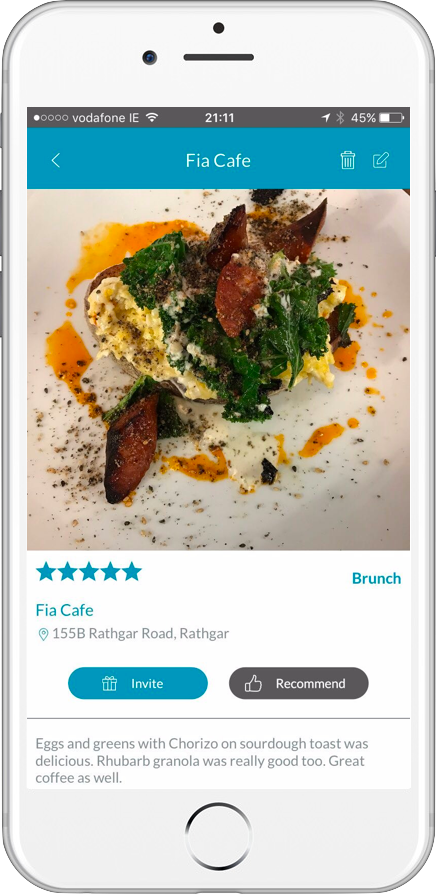 vodafone IE 21:11 45%
Fia Cafe
Brunch
Fia Cafe
155B Rathgar Road, Rathgar
Invite Recommend
Eggs and greens with Chorizo on sourdough toast was
delicious. Rhubarb granola was really good too. Great
coffee as well.